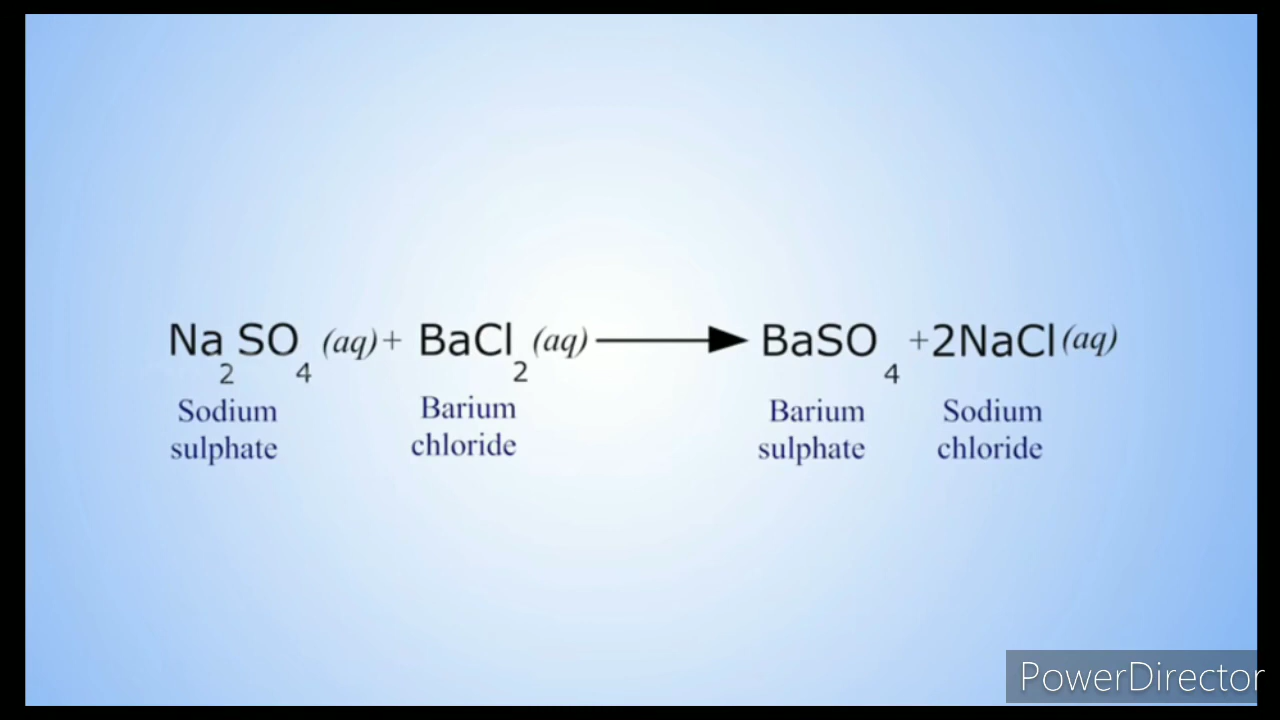 Na2SO4 (aq) + BaCl2 (aq) → BaSO4 + 2NaCl (aq)
Sodium sulphate Barium chloride Barium sulphate Sodium chloride
PowerDirector